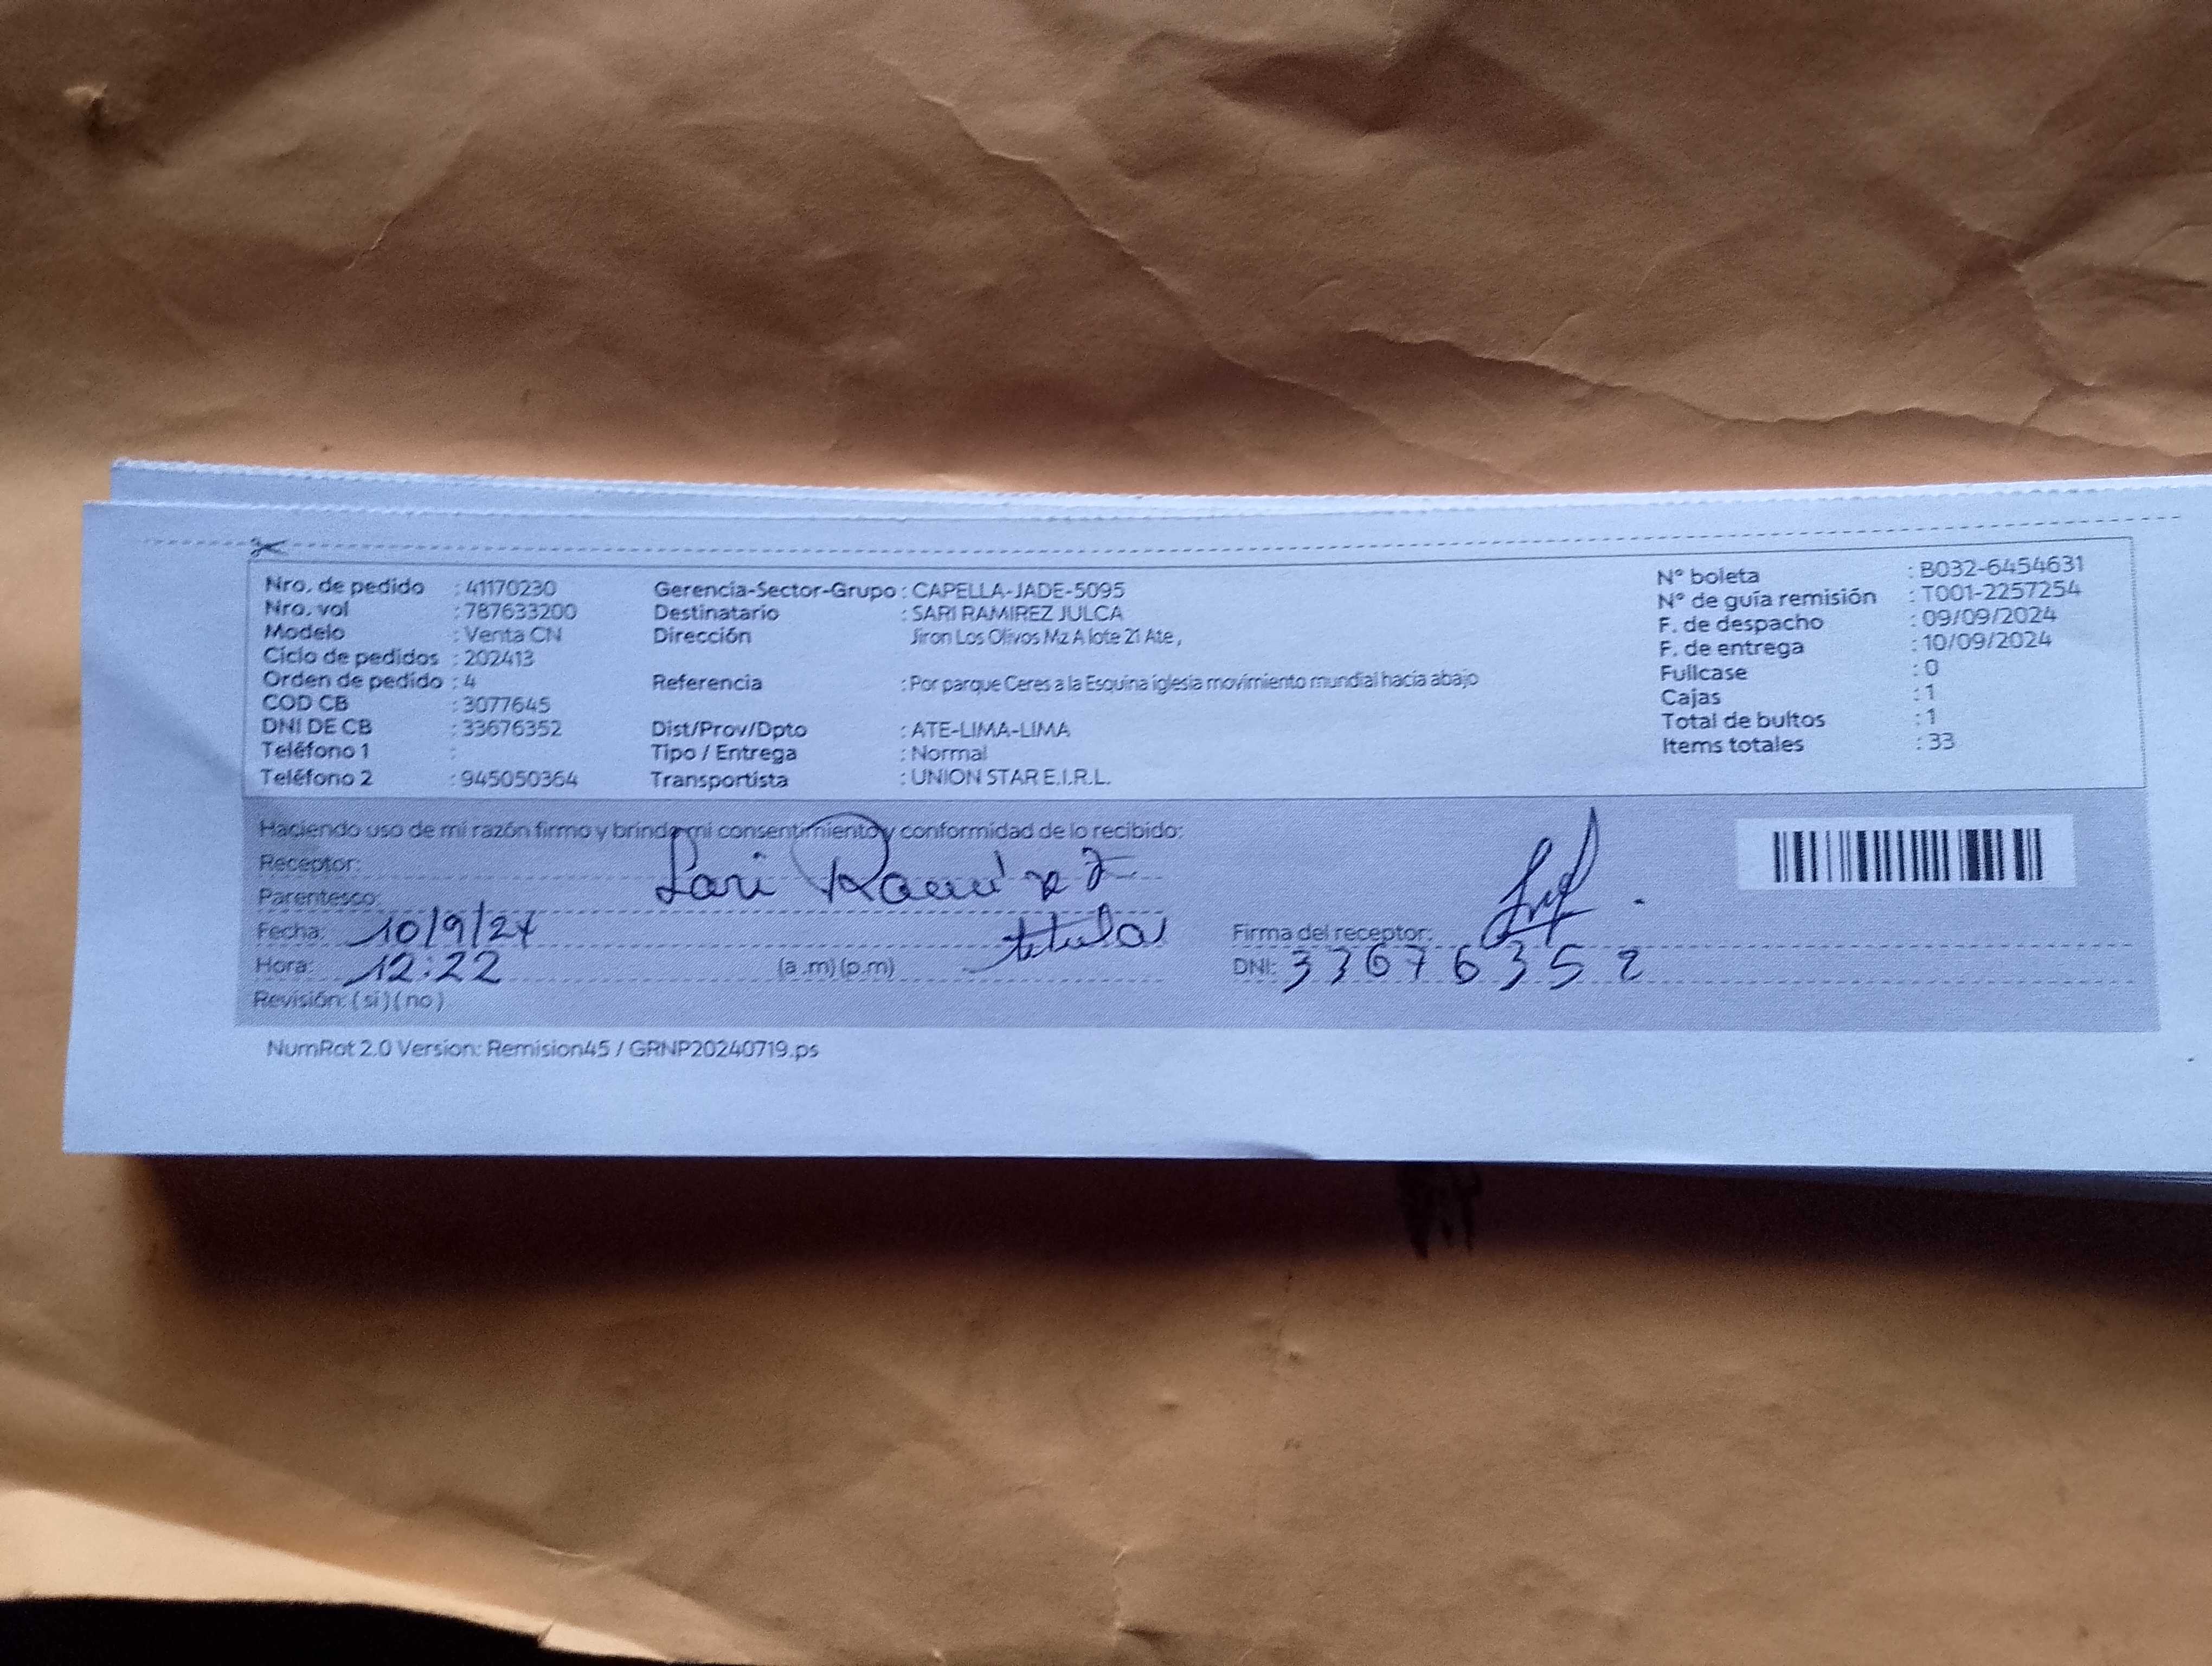 Nro. de pedido : 41170230
Nro. vol : 787633200
Modelo : Venta CN
Ciclo de pedidos : 202413
Orden de pedido : 4
COD CB : 3077645
DNI DE CB : 33676352
Teléfono 1 :
Teléfono 2 : 945050364
Gerencia-Sector-Grupo : CAPELLA-JADE-5095
Destinatario : SARI RAMIREZ JULCA
Dirección Jiron Los Olivos Mz A lote 21 Ate,
Referencia : Por parque Ceres a la Esquina iglesia movimiento mundial hacia abajo
Dist/Prov/Dpto : ATE-LIMA-LIMA
Tipo / Entrega : Normal
Transportista : UNION STAR E.I.R.L.
N° boleta : B032-6454631
N° de guía remisión : T001-2257254
F. de despacho : 09/09/2024
F. de entrega : 10/09/2024
Fullcase : 0
Cajas : 1
Total de bultos : 1
Items totales : 33
Haciendo uso de mi razón firmo y brindo mi consentimiento y conformidad de lo recibido:
Receptor: Sari Ramírez
Parentesco: titular
Fecha: 10/9/24
Hora: 12:22 (a.m)(p.m)
Revisión: (si)(no)
Firma del receptor:
DNI: 33676352
NumRot 2.0 Version: Remision45 / GRNP20240719.ps